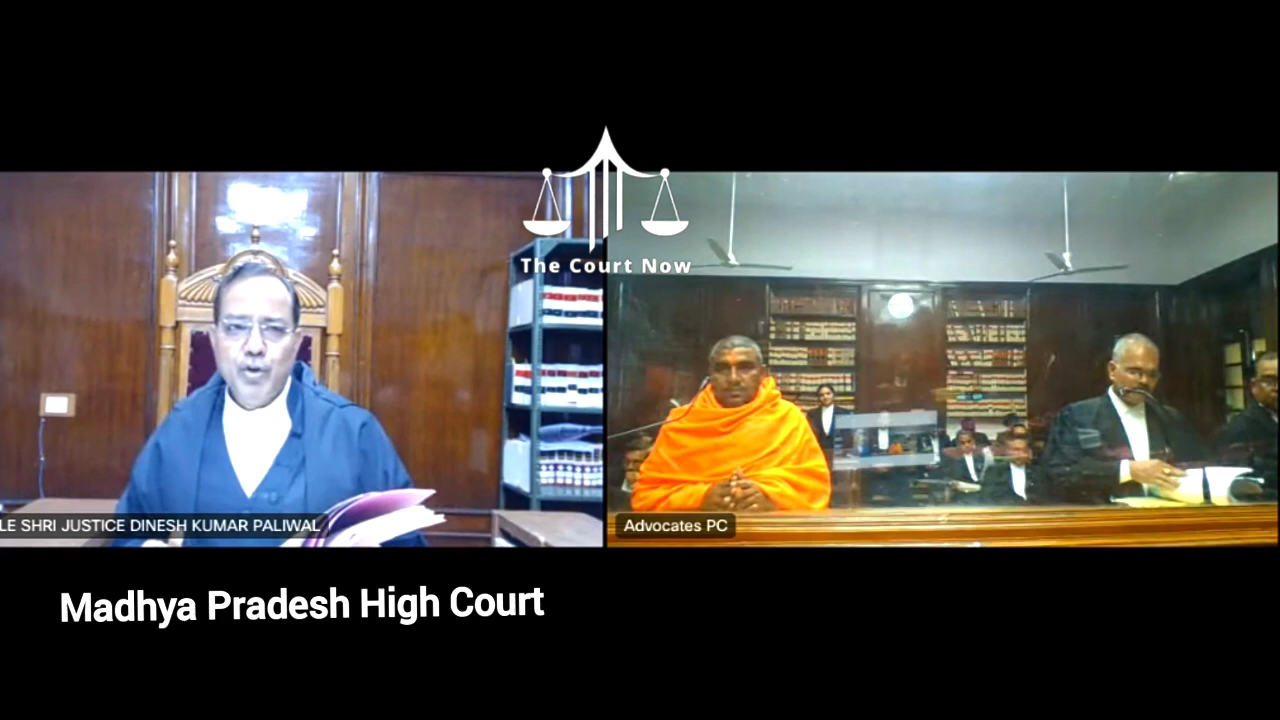 The Court Now
LE SHRI JUSTICE DINESH KUMAR PALIWAL
Advocates PC
Madhya Pradesh High Court